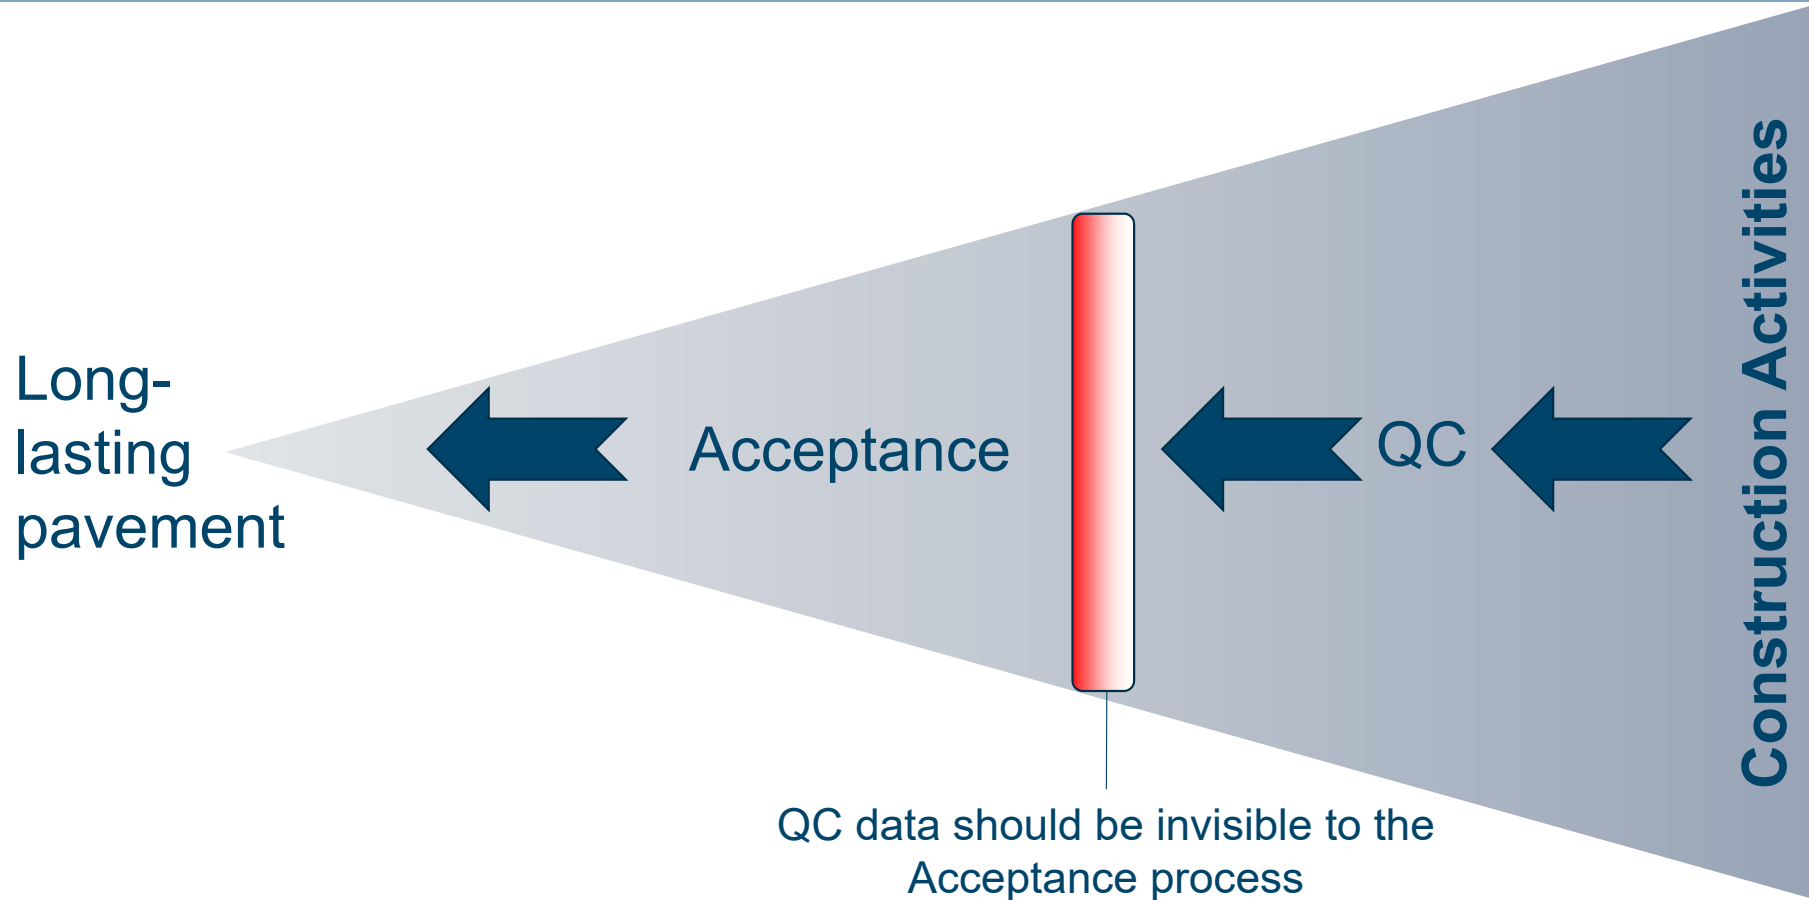 Long-
lasting
pavement
Acceptance
QC
Construction Activities
QC data should be invisible to the
Acceptance process